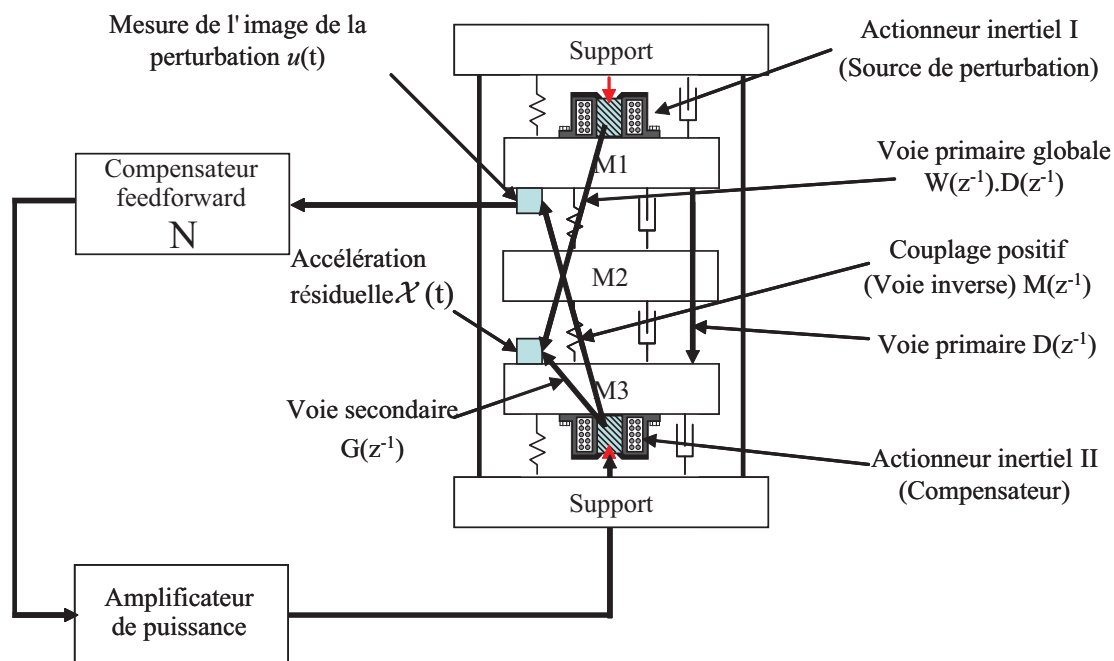 Mesure de l'image de la
perturbation u(t)
Support
Actionneur inertiel I
(Source de perturbation)
M1
Voie primaire globale
W(z⁻¹).D(z⁻¹)
Compensateur
feedforward
N
Accélération
résiduelle X (t)
M2
Couplage positif
(Voie inverse) M(z⁻¹)
Voie primaire D(z⁻¹)
M3
Voie secondaire
G(z⁻¹)
Actionneur inertiel II
(Compensateur)
Support
Amplificateur
de puissance